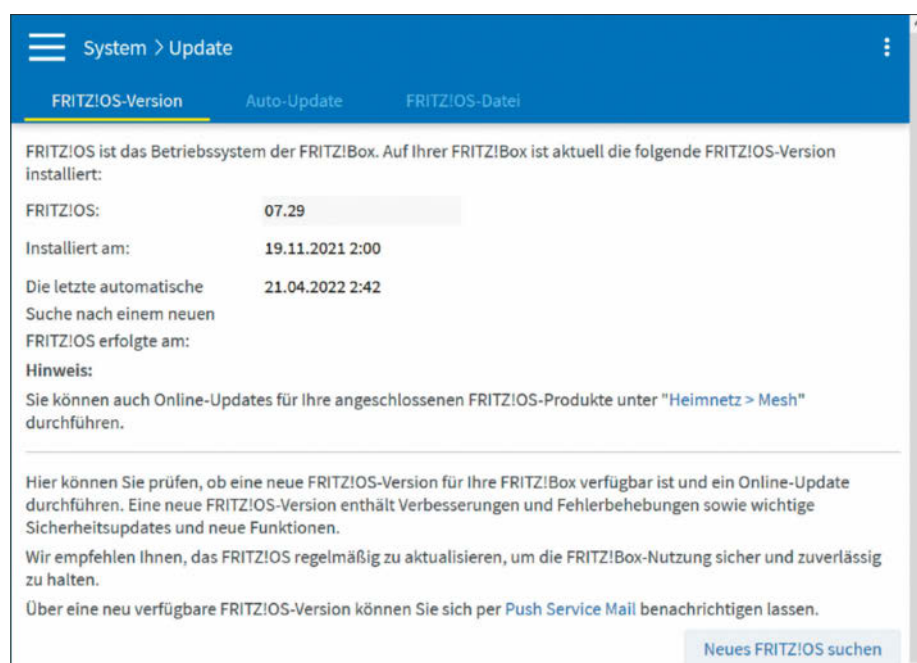 System > Update
FRITZ!OS-Version Auto-Update FRITZ!OS-Datei
FRITZ!OS ist das Betriebssystem der FRITZ!Box. Auf Ihrer FRITZ!Box ist aktuell die folgende FRITZ!OS-Version
installiert:
FRITZ!OS: 07.29
Installiert am: 19.11.2021 2:00
Die letzte automatische 21.04.2022 2:42
Suche nach einem neuen
FRITZ!OS erfolgte am:
Hinweis:
Sie können auch Online-Updates für Ihre angeschlossenen FRITZ!OS-Produkte unter "Heimnetz > Mesh"
durchführen.
Hier können Sie prüfen, ob eine neue FRITZ!OS-Version für Ihre FRITZ!Box verfügbar ist und ein Online-Update
durchführen. Eine neue FRITZ!OS-Version enthält Verbesserungen und Fehlerbehebungen sowie wichtige
Sicherheitsupdates und neue Funktionen.
Wir empfehlen Ihnen, das FRITZ!OS regelmäßig zu aktualisieren, um die FRITZ!Box-Nutzung sicher und zuverlässig
zu halten.
Über eine neu verfügbare FRITZ!OS-Version können Sie sich per Push Service Mail benachrichtigen lassen.
Neues FRITZ!OS suchen